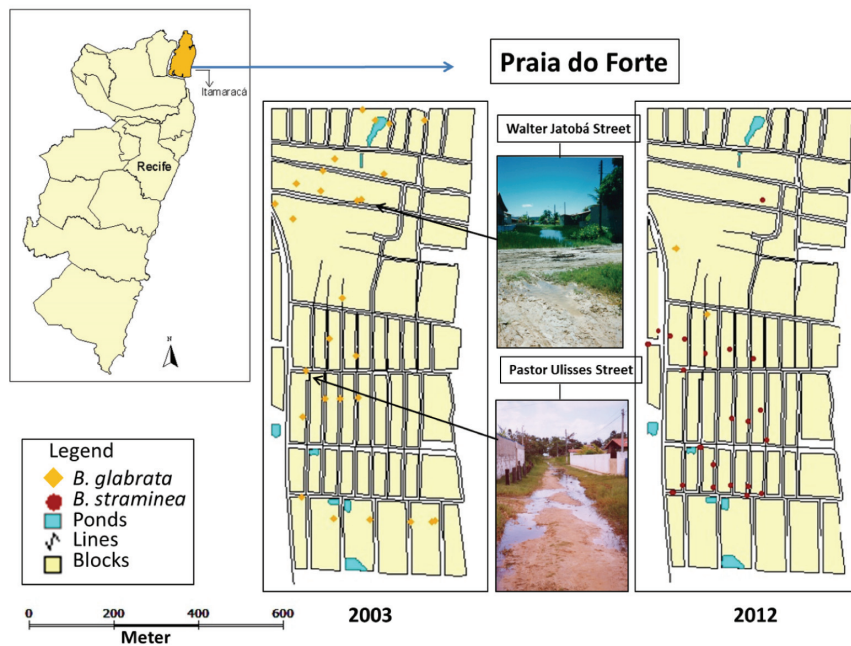 Praia do Forte
Itamaracá
Recife
N
Walter Jatobá Street
Pastor Ulisses Street
Legend
B. glabrata
B. straminea
Ponds
Lines
Blocks
0 200 400 600
Meter
2003
2012